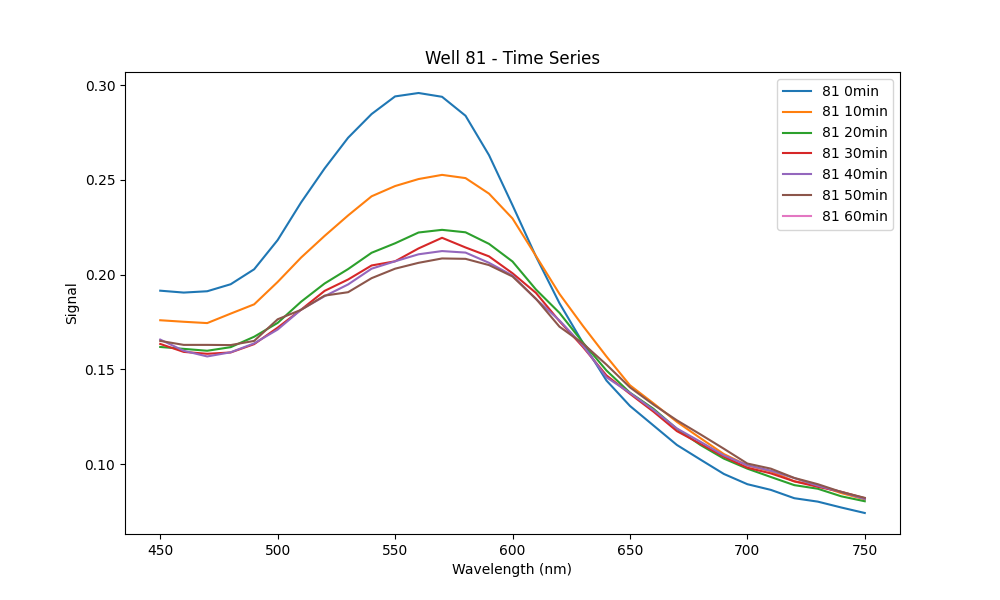 Well 81 - Time Series
Signal
0.30
0.25
0.20
0.15
0.10
450 500 550 600 650 700 750
Wavelength (nm)
81 0min
81 10min
81 20min
81 30min
81 40min
81 50min
81 60min